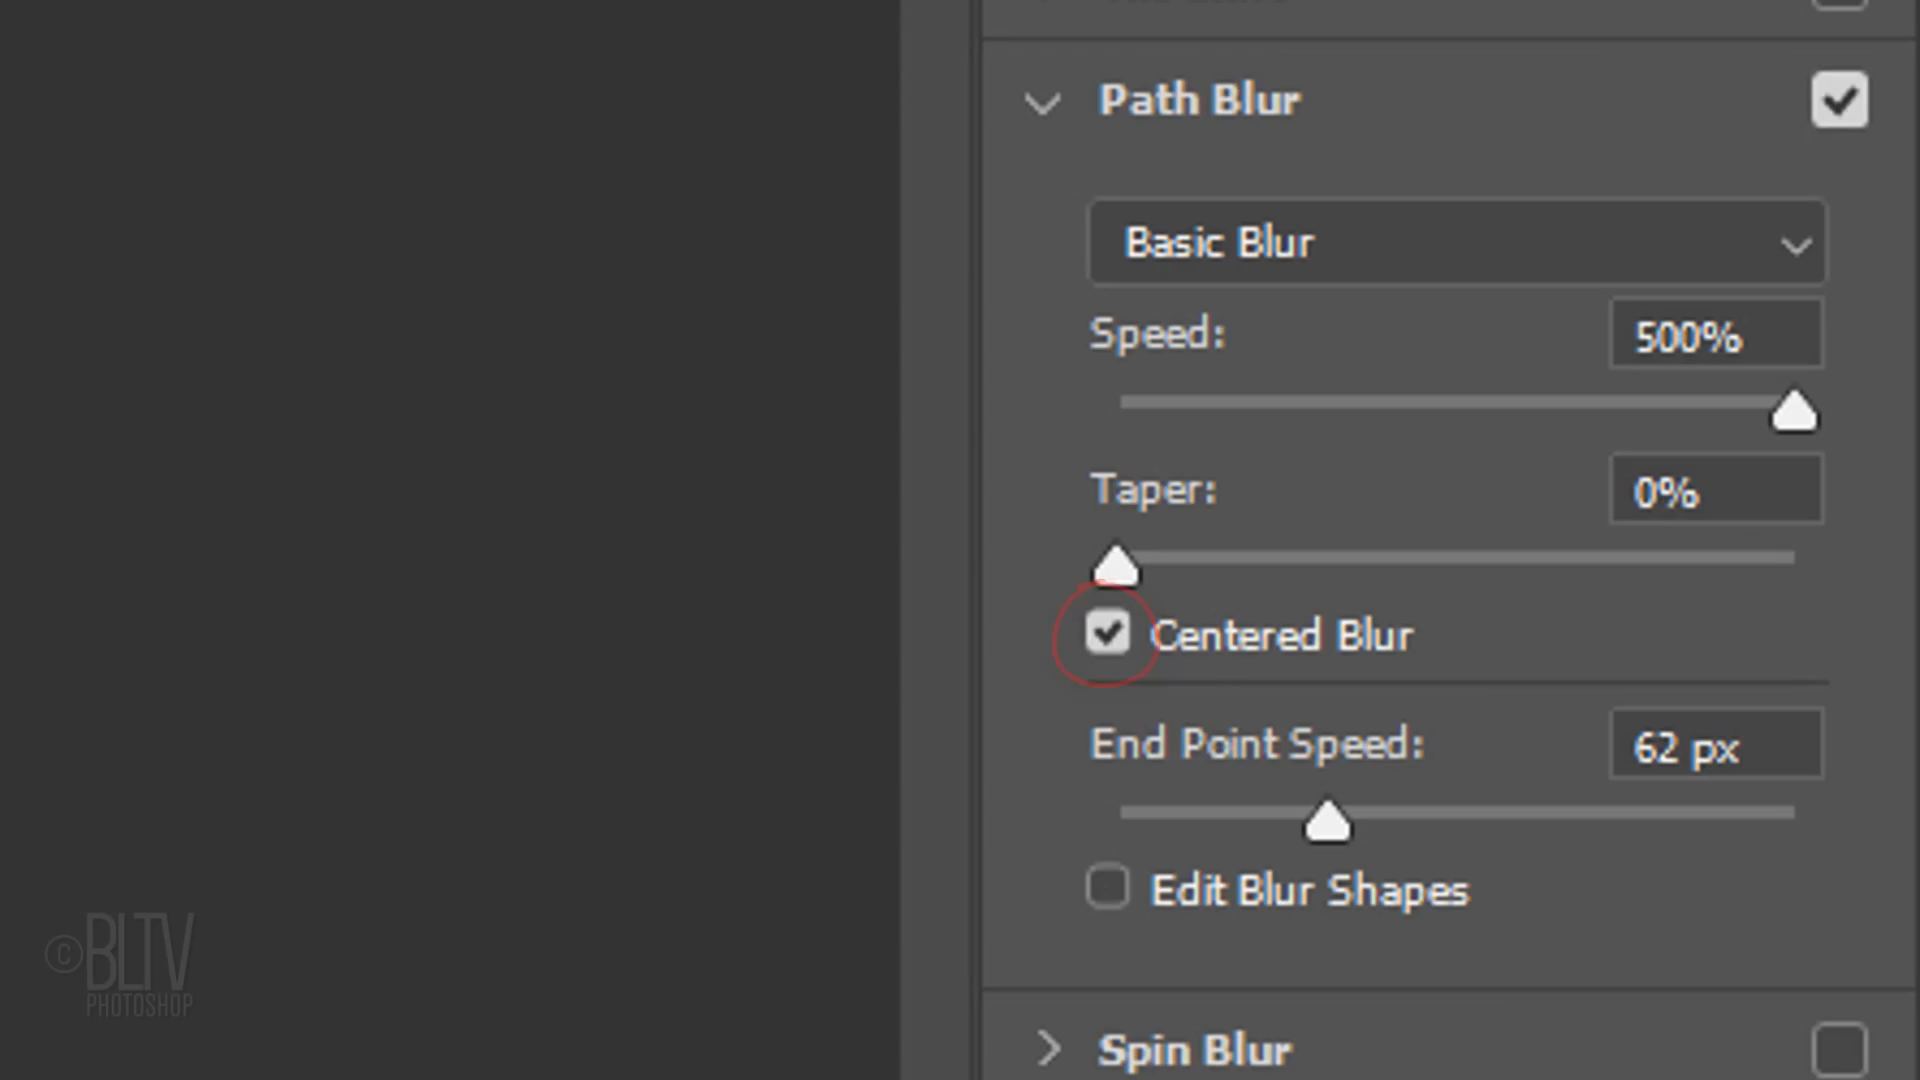 Path Blur
Basic Blur
Speed: 500%
Taper: 0%
Centered Blur
End Point Speed: 62 px
Edit Blur Shapes
Spin Blur
©BLTV
PHOTOSHOP